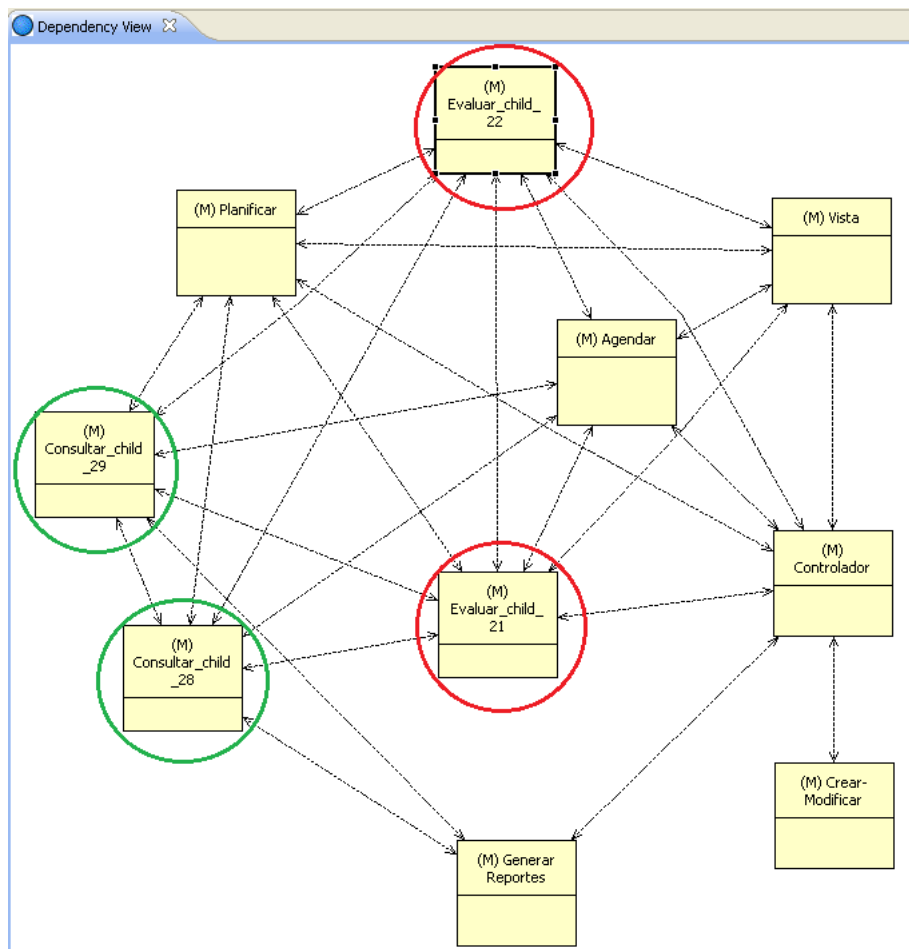 Dependency View
(M)
Evaluar_child_
22
(M) Planificar
(M) Vista
(M) Agendar
(M)
Consultar_child
_29
(M)
Controlador
(M)
Evaluar_child_
21
(M)
Consultar_child
_28
(M) Crear-
Modificar
(M) Generar
Reportes